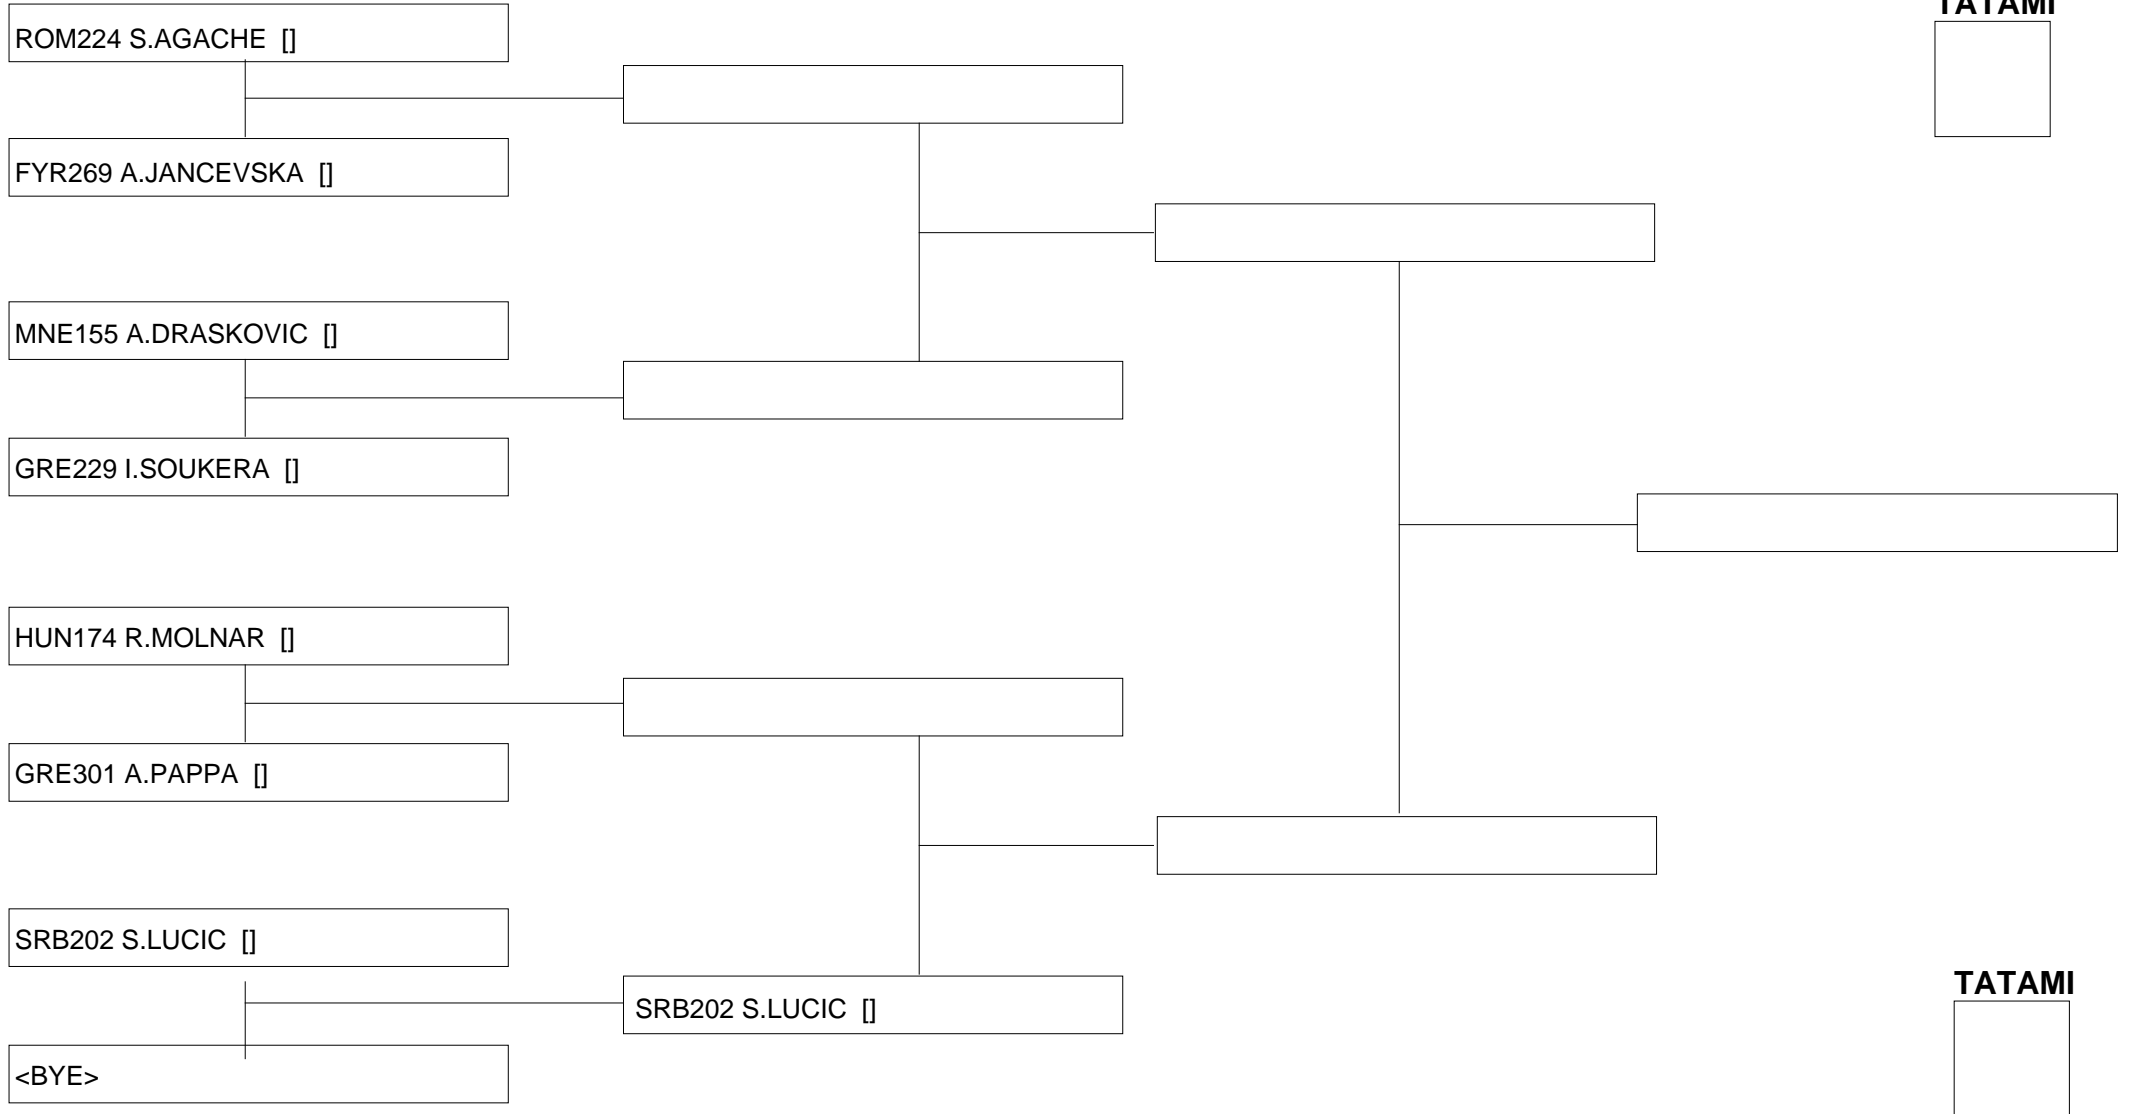 TATAMI
ROM224 S.AGACHE []
FYR269 A.JANCEVSKA []
MNE155 A.DRASKOVIC []
GRE229 I.SOUKERA []
HUN174 R.MOLNAR []
GRE301 A.PAPPA []
SRB202 S.LUCIC []
SRB202 S.LUCIC []
<BYE>
TATAMI